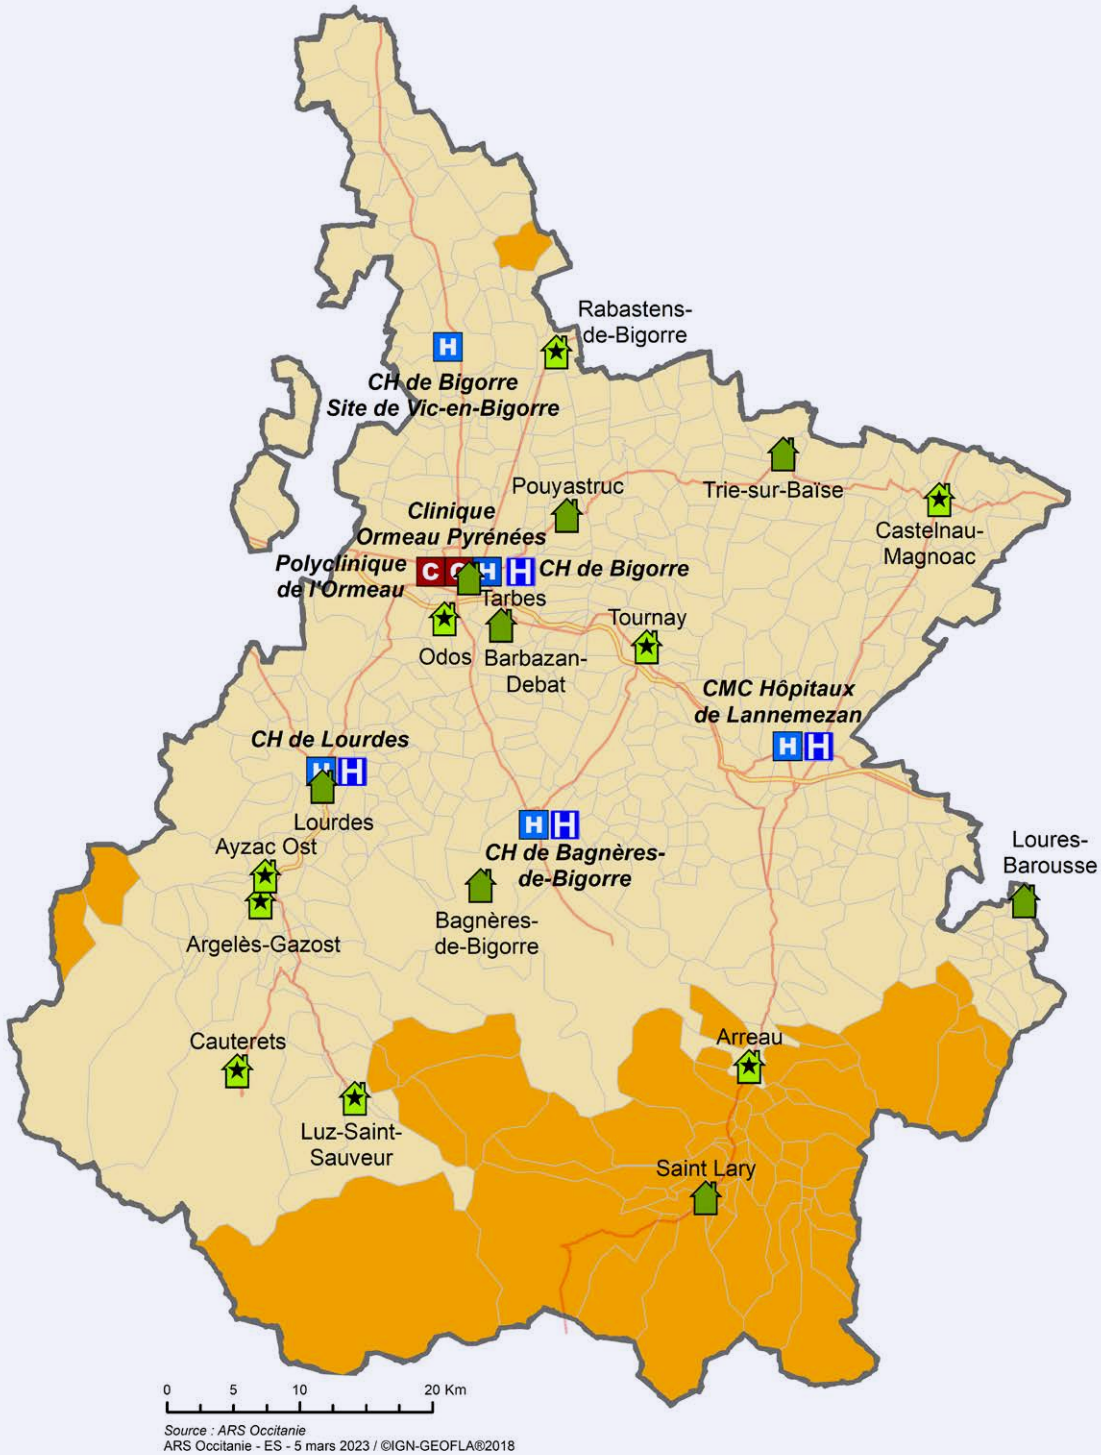 Rabastens-
de-Bigorre
H
CH de Bigorre
Site de Vic-en-Bigorre
Trie-sur-Baïse
Pouyastruc
Castelnau-
Magnoac
Clinique
Ormeau Pyrénées
Polyclinique
de l'Ormeau
C C H H
CH de Bigorre
Tarbes
Odos
Barbazan-
Debat
Tournay
CMC Hôpitaux
de Lannemezan
H H
CH de Lourdes
H H
Lourdes
H H
CH de Bagnères-
de-Bigorre
Ayzac Ost
Argelès-Gazost
Bagnères-
de-Bigorre
Loures-
Barousse
Cauterets
Luz-Saint-
Sauveur
Arreau
Saint Lary
0 5 10 20 Km
Source : ARS Occitanie
ARS Occitanie - ES - 5 mars 2023 / ©IGN-GEOFLA®2018